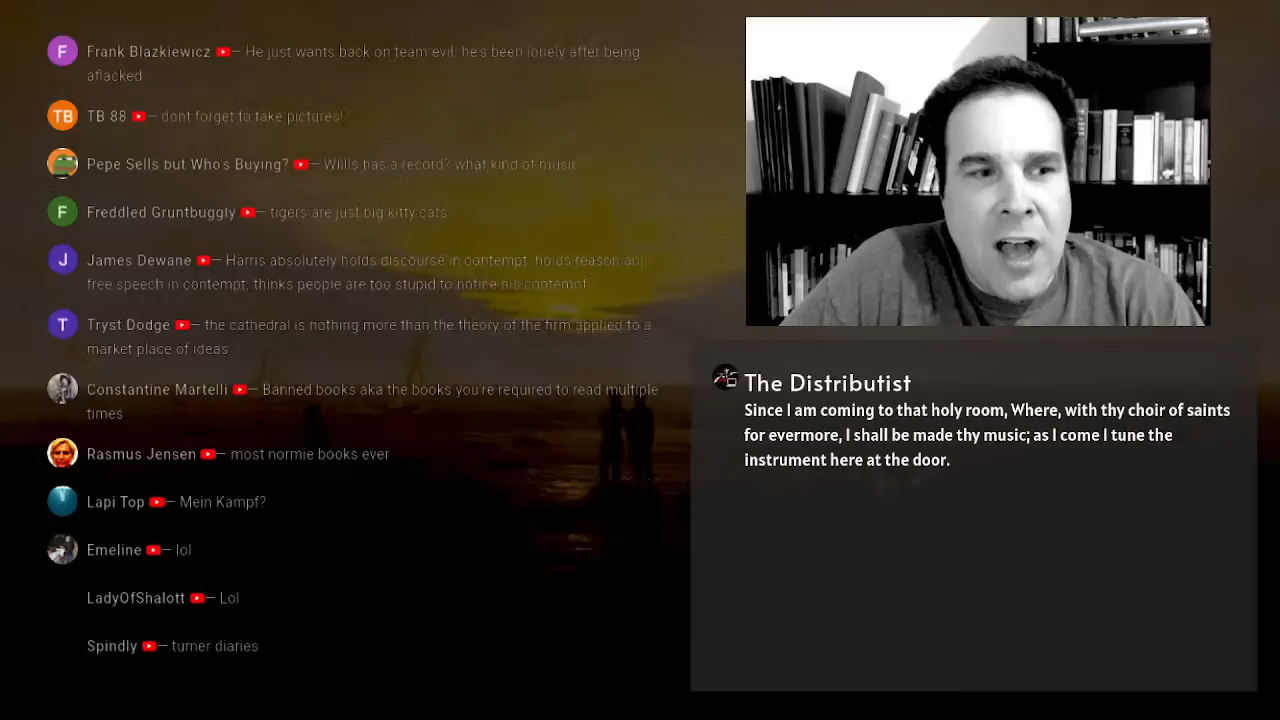 Frank Blazkiewicz — He just wants back on team evil. he's been lonely after being
aflacked
TB 88 — dont forget to take pictures!
Pepe Sells but Who's Buying? — Wiills has a record? what kind of music
Freddled Gruntbuggly — tigers are just big kitty cats
James Dewane — Harris absolutely holds discourse in contempt. holds reason and
free speech in contempt. thinks people are too stupid to notice his contempt
Tryst Dodge — the cathedral is nothing more than the theory of the firm applied to a
market place of ideas
Constantine Martelli — Banned books aka the books you're required to read multiple
times
Rasmus Jensen — most normie books ever
Lapi Top — Mein Kampf?
Emeline — lol
LadyOfShalott — Lol
Spindly — turner diaries
F
TB
F
J
T
The Distributist
Since I am coming to that holy room, Where, with thy choir of saints
for evermore, I shall be made thy music; as I come I tune the
instrument here at the door.